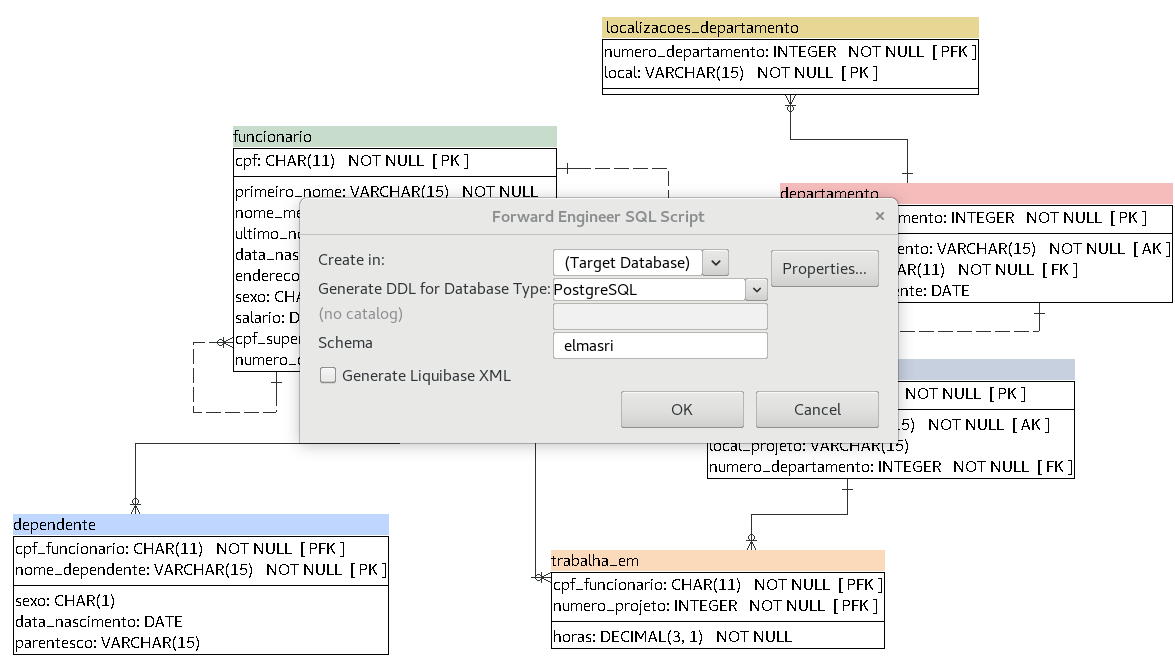 localizacoes_departamento
numero_departamento: INTEGER NOT NULL [ PFK ]
local: VARCHAR(15) NOT NULL [ PK ]
funcionario
cpf: CHAR(11) NOT NULL [ PK ]
primeiro_nome: VARCHAR(15) NOT NULL
nome_me
ultimo_no
data_nas
endereco
sexo: CHA
salario: D
cpf_supe
numero_d
departamento
mento: INTEGER NOT NULL [ PK ]
ento: VARCHAR(15) NOT NULL [ AK ]
AR(11) NOT NULL [ FK ]
ente: DATE
Forward Engineer SQL Script
Create in:
(Target Database)
Properties...
Generate DDL for Database Type:
PostgreSQL
(no catalog)
Schema
elmasri
Generate Liquibase XML
OK
Cancel
NOT NULL [ PK ]
15) NOT NULL [ AK ]
local_projeto: VARCHAR(15)
numero_departamento: INTEGER NOT NULL [ FK ]
dependente
cpf_funcionario: CHAR(11) NOT NULL [ PFK ]
nome_dependente: VARCHAR(15) NOT NULL [ PK ]
sexo: CHAR(1)
data_nascimento: DATE
parentesco: VARCHAR(15)
trabalha_em
cpf_funcionario: CHAR(11) NOT NULL [ PFK ]
numero_projeto: INTEGER NOT NULL [ PFK ]
horas: DECIMAL(3, 1) NOT NULL